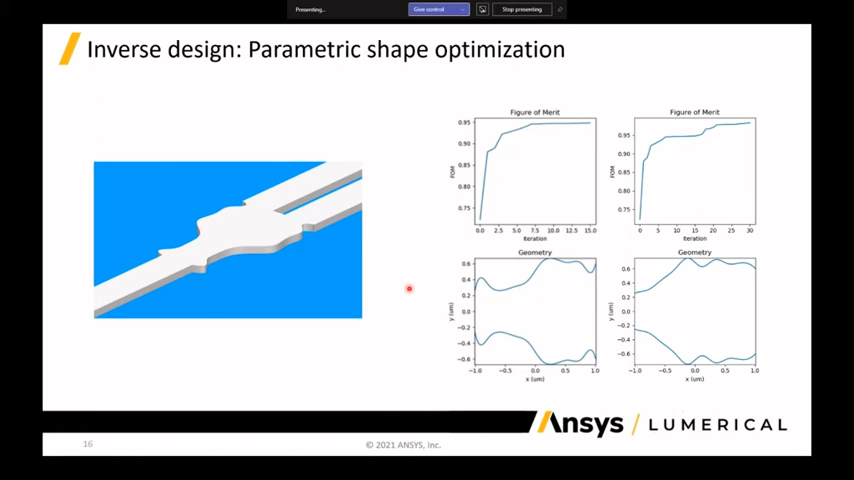 Presenting...
Give control
Stop presenting
Inverse design: Parametric shape optimization
Figure of Merit
0.95
0.90
0.85
0.80
0.75
FOM
0.0 2.5 5.0 7.5 10.0 12.5 15.0
Iteration
Figure of Merit
0.95
0.90
0.85
0.80
0.75
FOM
0 5 10 15 20 25 30
Iteration
Geometry
0.6
0.4
0.2
0.0
−0.2
−0.4
−0.6
y (um)
−1.0 −0.5 0.0 0.5 1.0
x (um)
Geometry
0.6
0.4
0.2
0.0
−0.2
−0.4
−0.6
y (um)
−1.0 −0.5 0.0 0.5 1.0
x (um)
Ansys / LUMERICAL
16
© 2021 ANSYS, Inc.